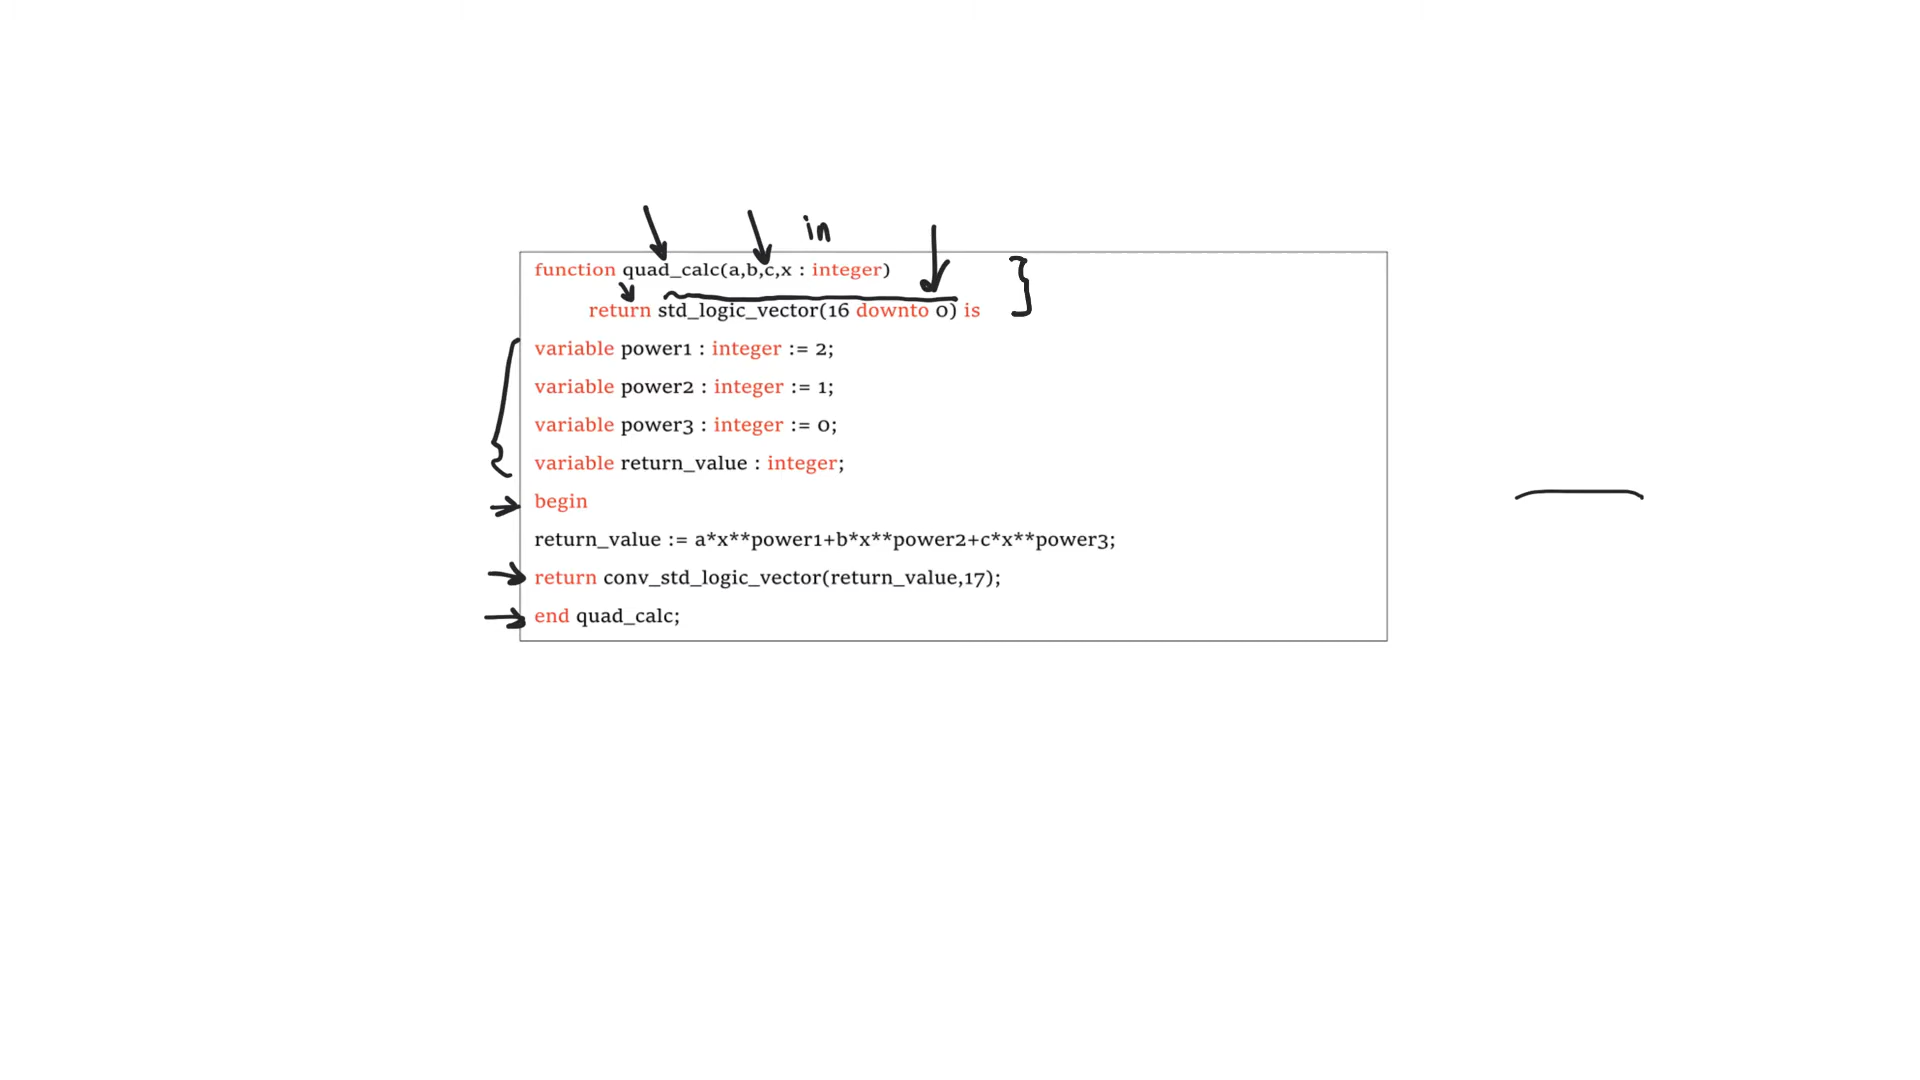 in
function quad_calc(a,b,c,x : integer)
return std_logic_vector(16 downto 0) is
variable power1 : integer := 2;
variable power2 : integer := 1;
variable power3 : integer := 0;
variable return_value : integer;
begin
return_value := a*x**power1+b*x**power2+c*x**power3;
return conv_std_logic_vector(return_value,17);
end quad_calc;